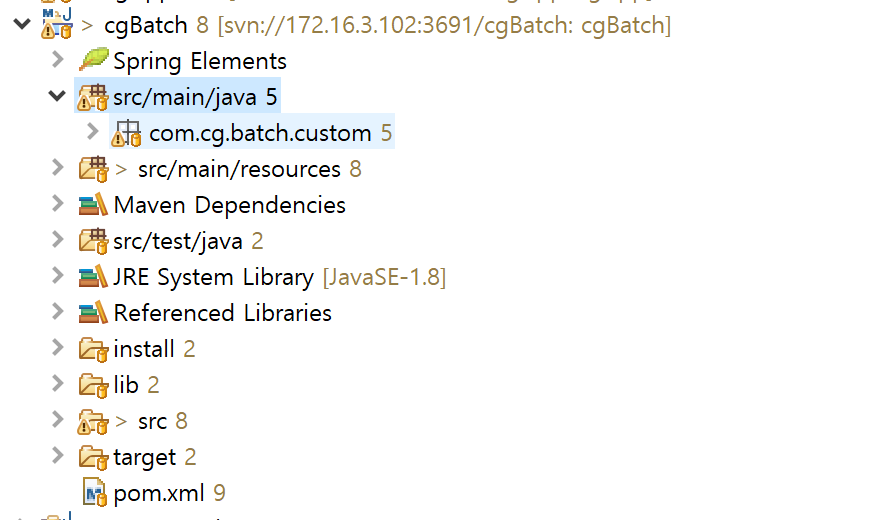 > cgBatch 8 [svn://172.16.3.102:3691/cgBatch: cgBatch]
Spring Elements
src/main/java 5
com.cg.batch.custom 5
> src/main/resources 8
Maven Dependencies
src/test/java 2
JRE System Library [JavaSE-1.8]
Referenced Libraries
install 2
lib 2
> src 8
target 2
pom.xml 9